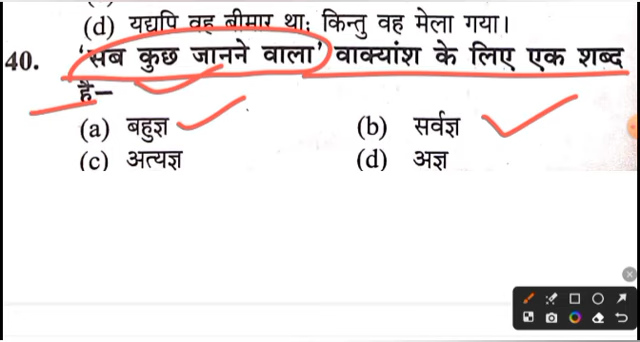 (d) यद्यपि वह बीमार था; किन्तु वह मेला गया।
40. 'सब कुछ जानने वाला' वाक्यांश के लिए एक शब्द
है–
(a) बहुज्ञ (b) सर्वज्ञ
(c) अत्यज्ञ (d) अज्ञ